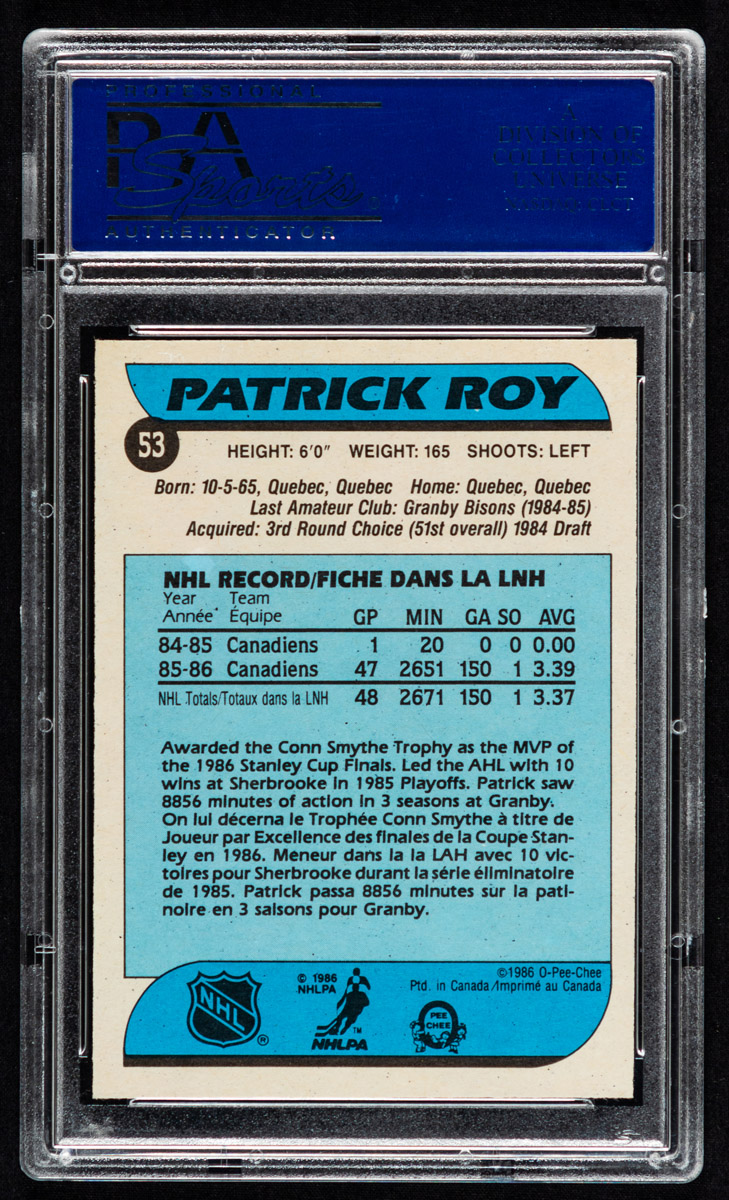 PROFESSIONAL
PSA
Sports
AUTHENTICATOR
A
DIVISION OF
COLLECTORS
UNIVERSE
NASDAQ: CLCT
PATRICK ROY
53
HEIGHT: 6'0" WEIGHT: 165 SHOOTS: LEFT
Born: 10-5-65, Quebec, Quebec Home: Quebec, Quebec
Last Amateur Club: Granby Bisons (1984-85)
Acquired: 3rd Round Choice (51st overall) 1984 Draft
NHL RECORD/FICHE DANS LA LNH
Year Team
Année Équipe GP MIN GA SO AVG
84-85 Canadiens 1 20 0 0 0.00
85-86 Canadiens 47 2651 150 1 3.39
NHL Totals/Totaux dans la LNH 48 2671 150 1 3.37
Awarded the Conn Smythe Trophy as the MVP of
the 1986 Stanley Cup Finals. Led the AHL with 10
wins at Sherbrooke in 1985 Playoffs. Patrick saw
8856 minutes of action in 3 seasons at Granby.
On lui décerna le Trophée Conn Smythe à titre de
Joueur par Excellence des finales de la Coupe Stan-
ley en 1986. Meneur dans la la LAH avec 10 vic-
toires pour Sherbrooke durant la série éliminatoire
de 1985. Patrick passa 8856 minutes sur la pati-
noire en 3 saisons pour Granby.
NHL
®
© 1986
NHLPA
TM
NHLPA
©1986 O-Pee-Chee
Ptd. in Canada/Imprimé au Canada
O
PEE
CHEE